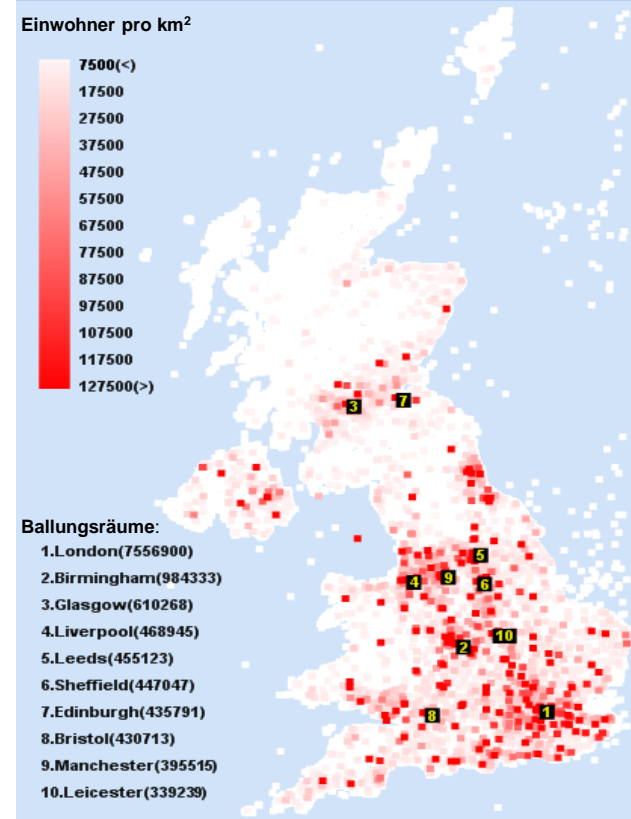 Einwohner pro km²
7500(<)
17500
27500
37500
47500
57500
67500
77500
87500
97500
107500
117500
127500(>)
3
7
5
4
9
6
10
2
1
8
Ballungsräume:
1.London(7556900)
2.Birmingham(984333)
3.Glasgow(610268)
4.Liverpool(468945)
5.Leeds(455123)
6.Sheffield(447047)
7.Edinburgh(435791)
8.Bristol(430713)
9.Manchester(395515)
10.Leicester(339239)